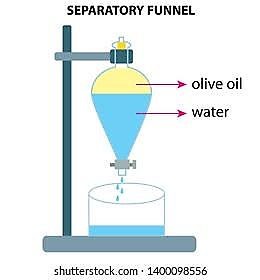 SEPARATORY FUNNEL
olive oil
water
shutterstock.com · 1400098556